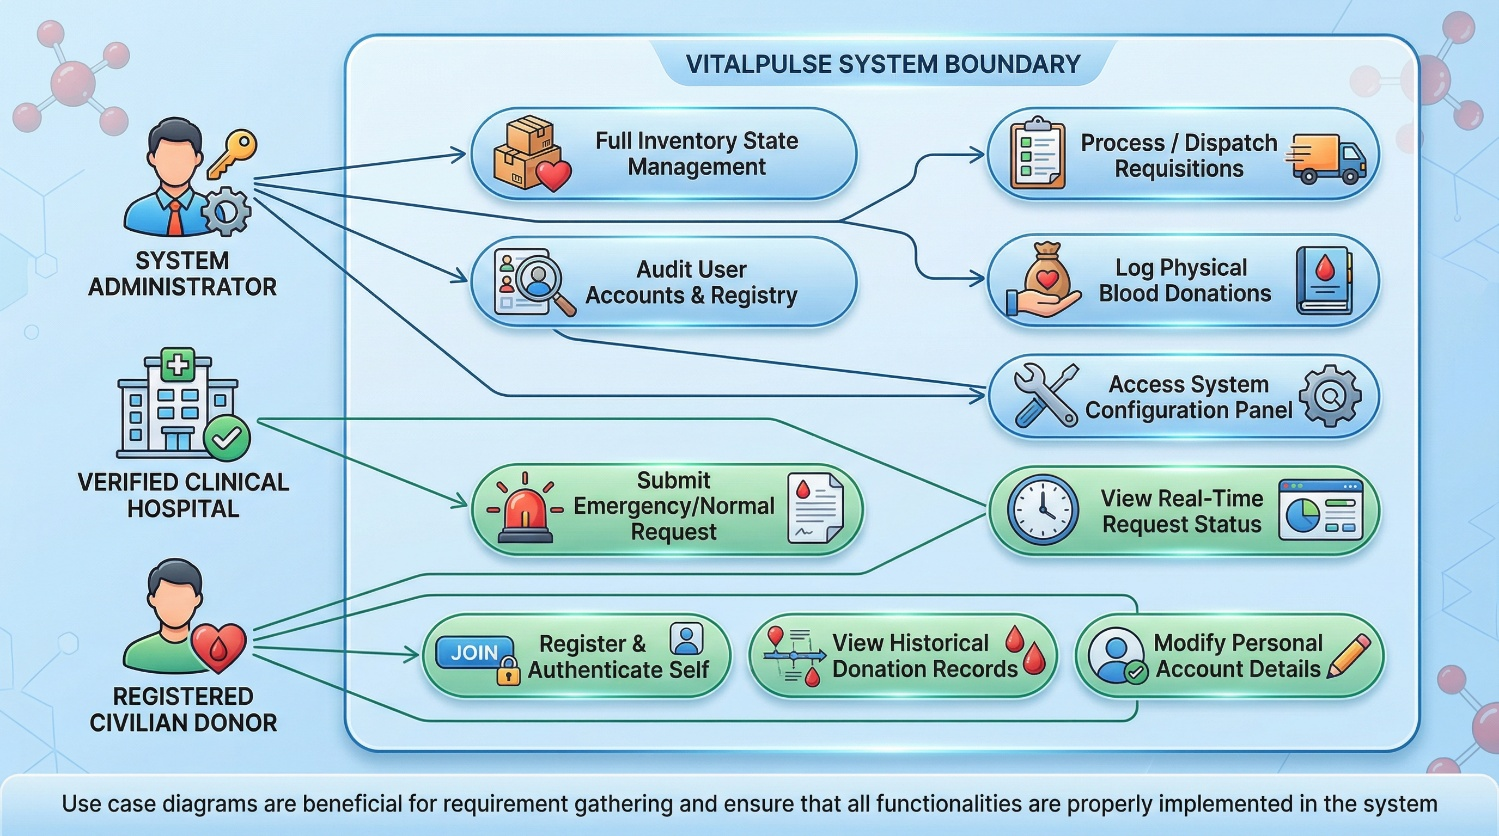 VITALPULSE SYSTEM BOUNDARY
SYSTEM
ADMINISTRATOR
Full Inventory State
Management
Process / Dispatch
Requisitions
Audit User
Accounts & Registry
Log Physical
Blood Donations
Access System
Configuration Panel
VERIFIED CLINICAL
HOSPITAL
Submit
Emergency/Normal
Request
View Real-Time
Request Status
REGISTERED
CIVILIAN DONOR
JOIN
Register &
Authenticate Self
View Historical
Donation Records
Modify Personal
Account Details
Use case diagrams are beneficial for requirement gathering and ensure that all functionalities are properly implemented in the system